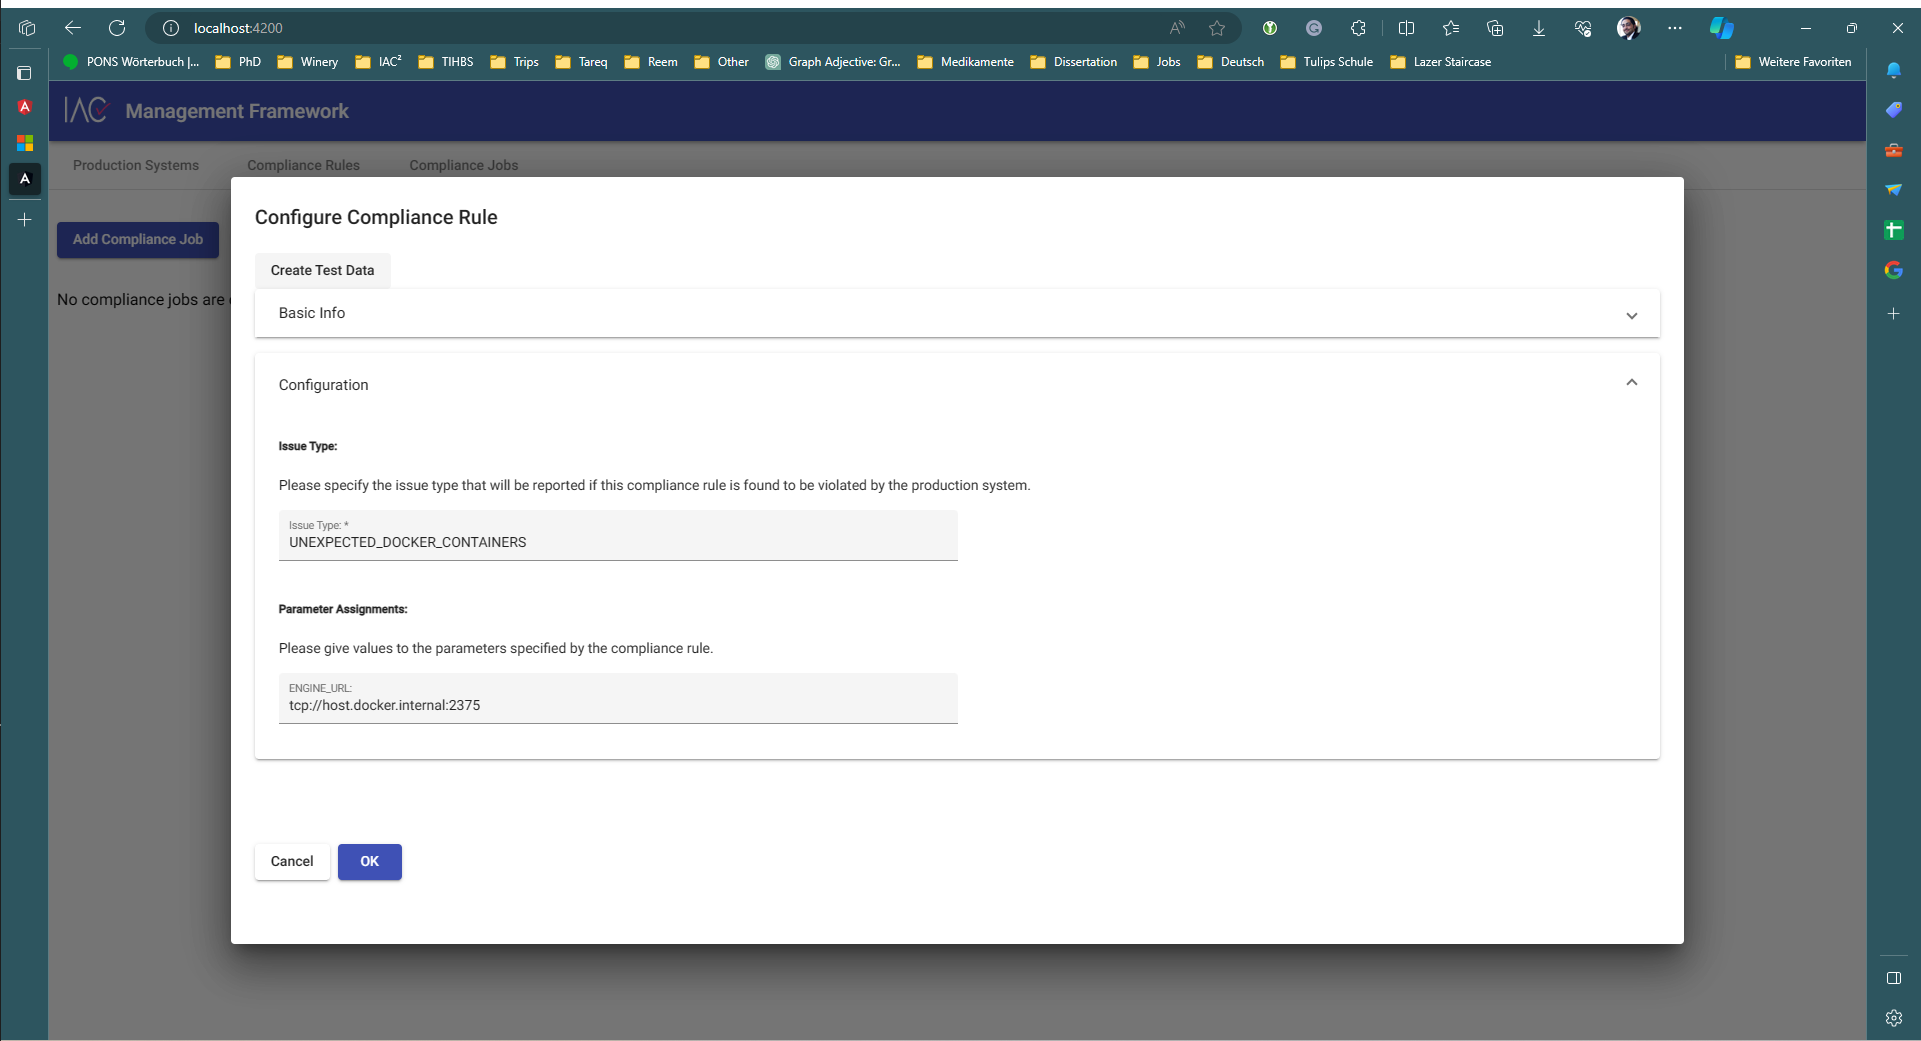 localhost:4200
PONS Wörterbuch |... PhD Winery IAC² TIHBS Trips Tareq Reem Other Graph Adjective: Gr... Medikamente Dissertation Jobs Deutsch Tulips Schule Lazer Staircase Weitere Favoriten
IAC Management Framework
Production Systems Compliance Rules Compliance Jobs
Add Compliance Job
No compliance jobs are
Configure Compliance Rule
Create Test Data
Basic Info
Configuration
Issue Type:
Please specify the issue type that will be reported if this compliance rule is found to be violated by the production system.
Issue Type: *
UNEXPECTED_DOCKER_CONTAINERS
Parameter Assignments:
Please give values to the parameters specified by the compliance rule.
ENGINE_URL:
tcp://host.docker.internal:2375
Cancel OK